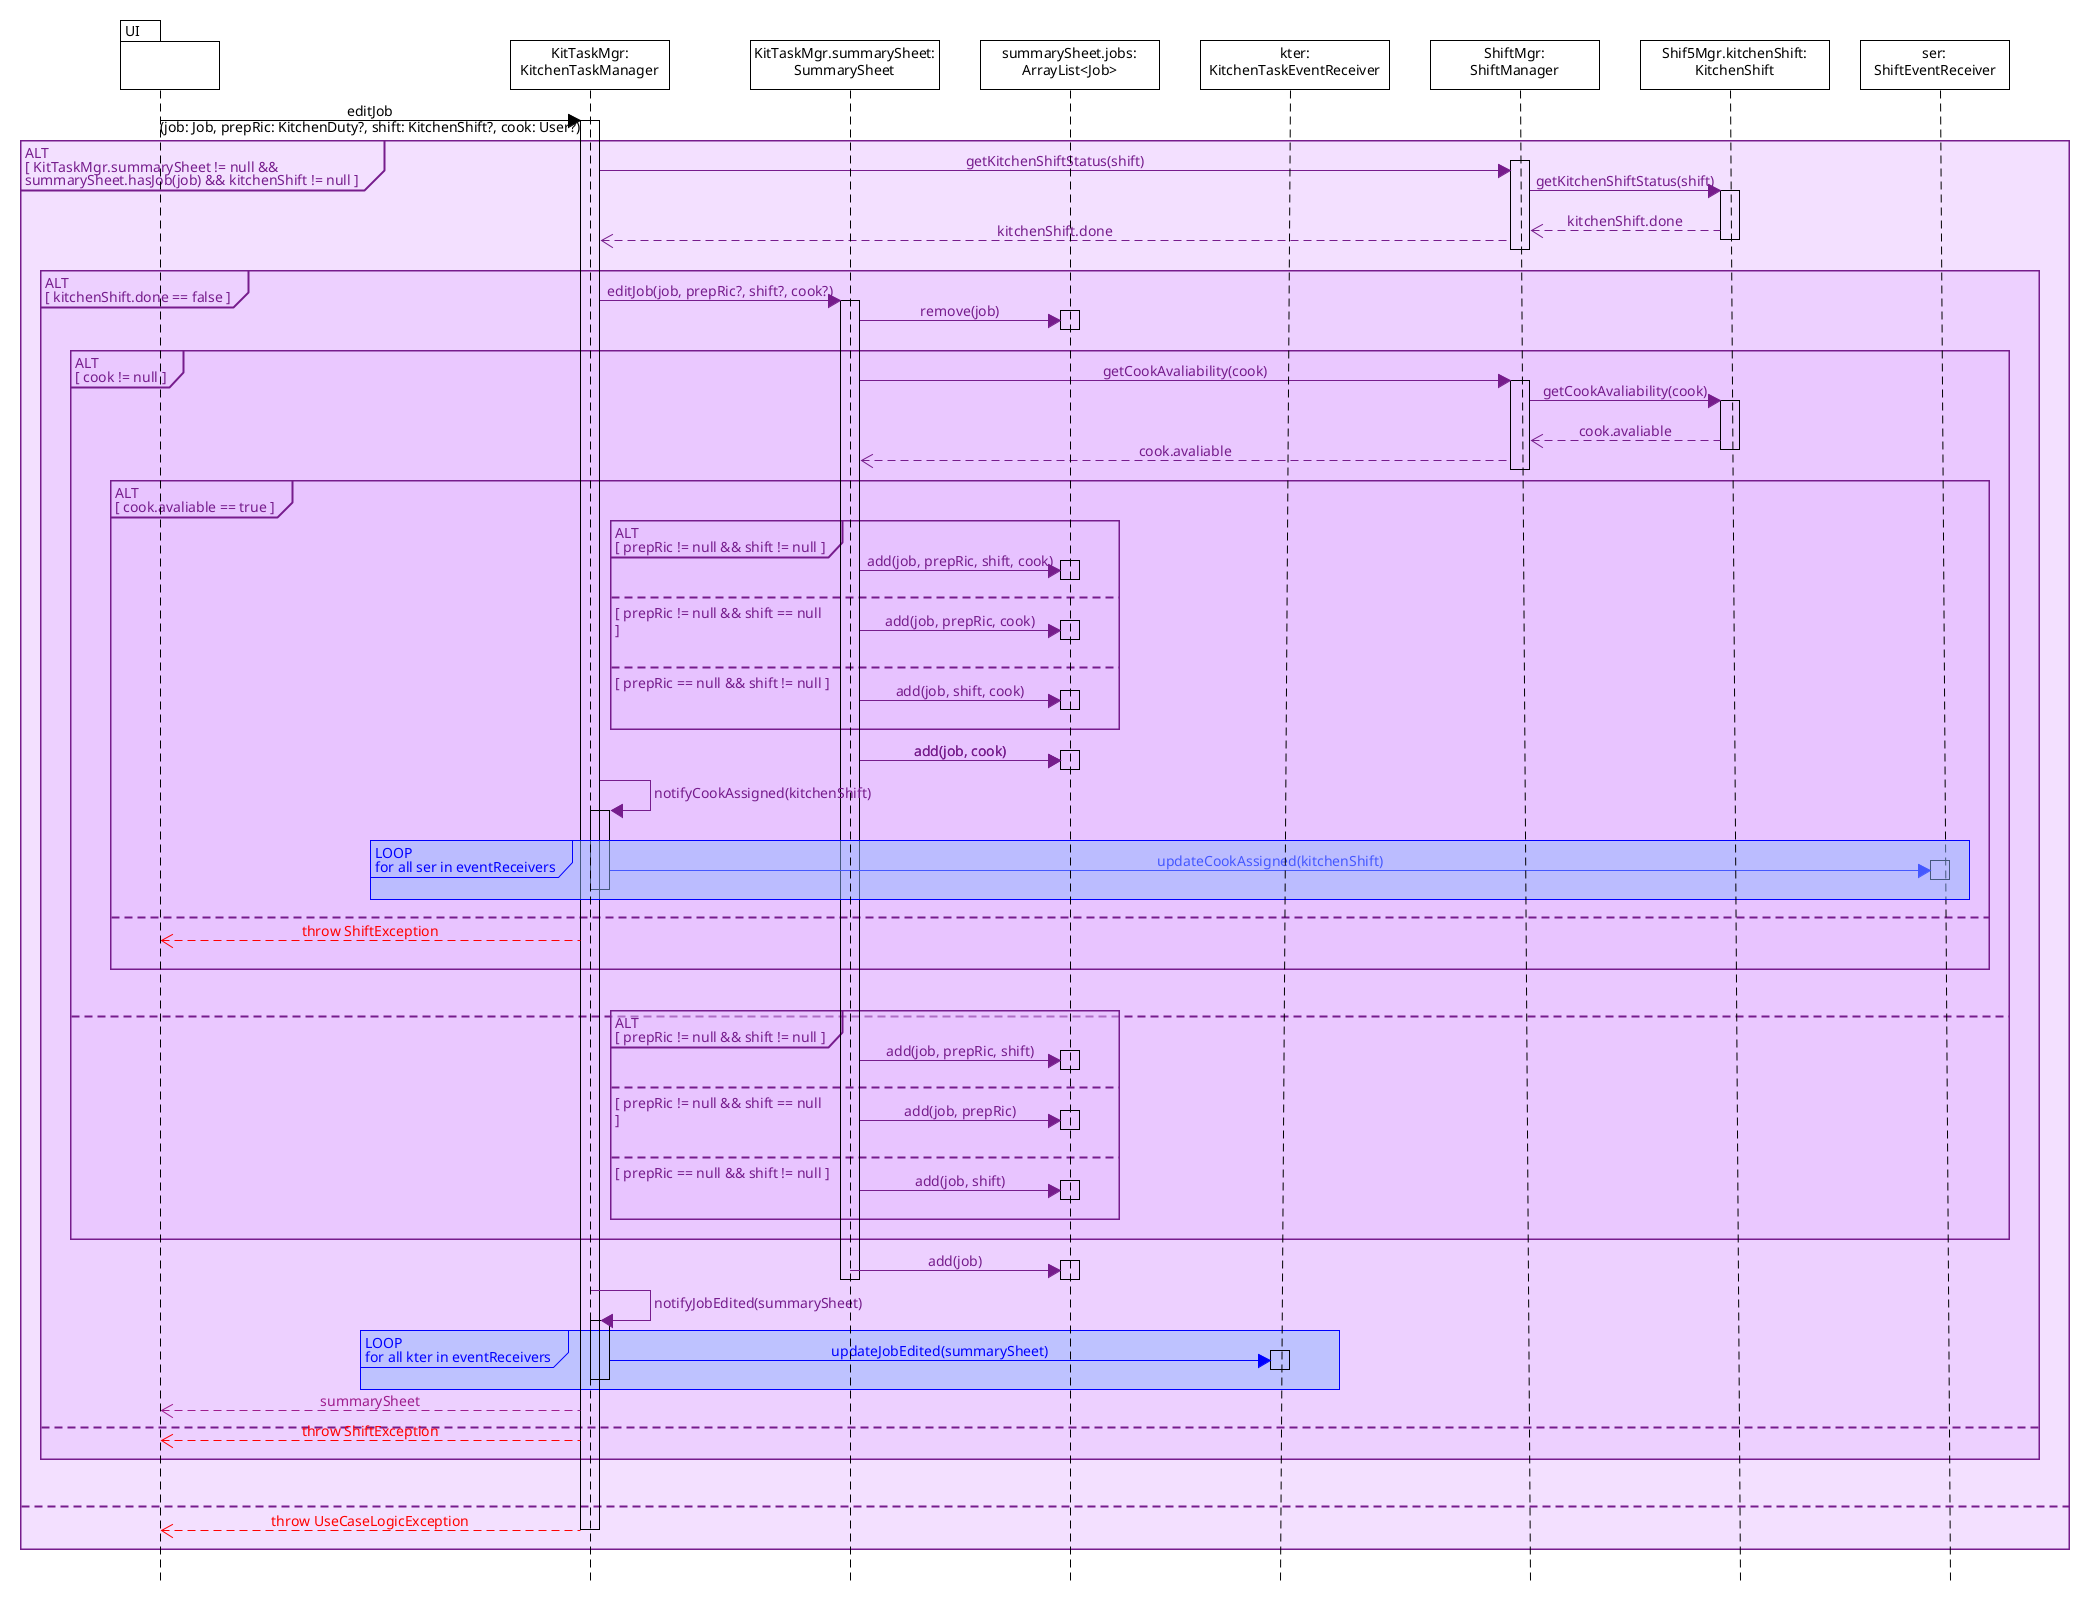 UI
KitTaskMgr:
KitchenTaskManager
KitTaskMgr.summarySheet:
SummarySheet
summarySheet.jobs:
ArrayList<Job>
kter:
KitchenTaskEventReceiver
ShiftMgr:
ShiftManager
Shif5Mgr.kitchenShift:
KitchenShift
ser:
ShiftEventReceiver
editJob
(job: Job, prepRic: KitchenDuty?, shift: KitchenShift?, cook: User?)
ALT
[ KitTaskMgr.summarySheet != null &&
summarySheet.hasJob(job) && kitchenShift != null ]
getKitchenShiftStatus(shift)
getKitchenShiftStatus(shift)
kitchenShift.done
kitchenShift.done
ALT
[ kitchenShift.done == false ]
editJob(job, prepRic?, shift?, cook?)
remove(job)
ALT
[ cook != null ]
getCookAvaliability(cook)
getCookAvaliability(cook)
cook.avaliable
cook.avaliable
ALT
[ cook.avaliable == true ]
ALT
[ prepRic != null && shift != null ]
add(job, prepRic, shift, cook)
[ prepRic != null && shift == null
]
add(job, prepRic, cook)
[ prepRic == null && shift != null ]
add(job, shift, cook)
add(job, cook)
notifyCookAssigned(kitchenShift)
LOOP
for all ser in eventReceivers
updateCookAssigned(kitchenShift)
throw ShiftException
ALT
[ prepRic != null && shift != null ]
add(job, prepRic, shift)
[ prepRic != null && shift == null
]
add(job, prepRic)
[ prepRic == null && shift != null ]
add(job, shift)
add(job)
notifyJobEdited(summarySheet)
LOOP
for all kter in eventReceivers
updateJobEdited(summarySheet)
summarySheet
throw ShiftException
throw UseCaseLogicException